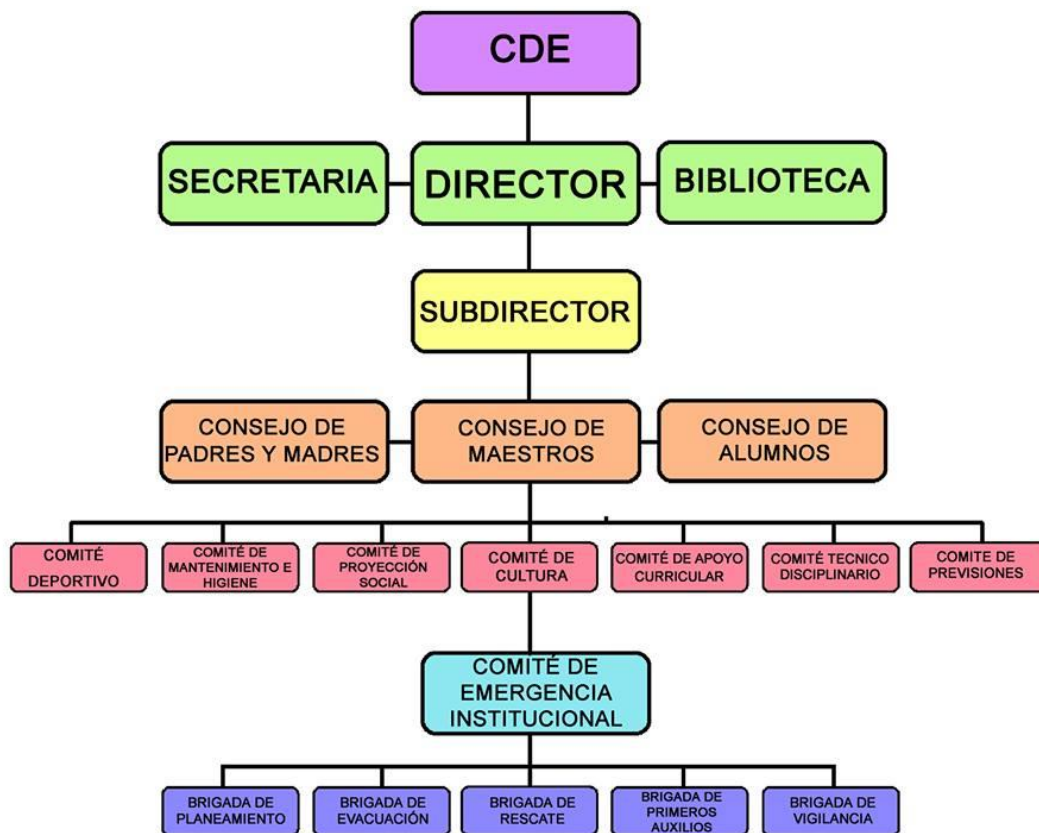 CDE
SECRETARIA
DIRECTOR
BIBLIOTECA
SUBDIRECTOR
CONSEJO DE
PADRES Y MADRES
CONSEJO DE
MAESTROS
CONSEJO DE
ALUMNOS
COMITÉ
DEPORTIVO
COMITÉ DE
MANTENIMIENTO E
HIGIENE
COMITÉ DE
PROYECCIÓN
SOCIAL
COMITÉ DE
CULTURA
COMITÉ DE APOYO
CURRICULAR
COMITÉ TECNICO
DISCIPLINARIO
COMITE DE
PREVISIONES
COMITÉ DE
EMERGENCIA
INSTITUCIONAL
BRIGADA DE
PLANEAMIENTO
BRIGADA DE
EVACUACIÓN
BRIGADA DE
RESCATE
BRIGADA DE
PRIMEROS
AUXILIOS
BRIGADA DE
VIGILANCIA